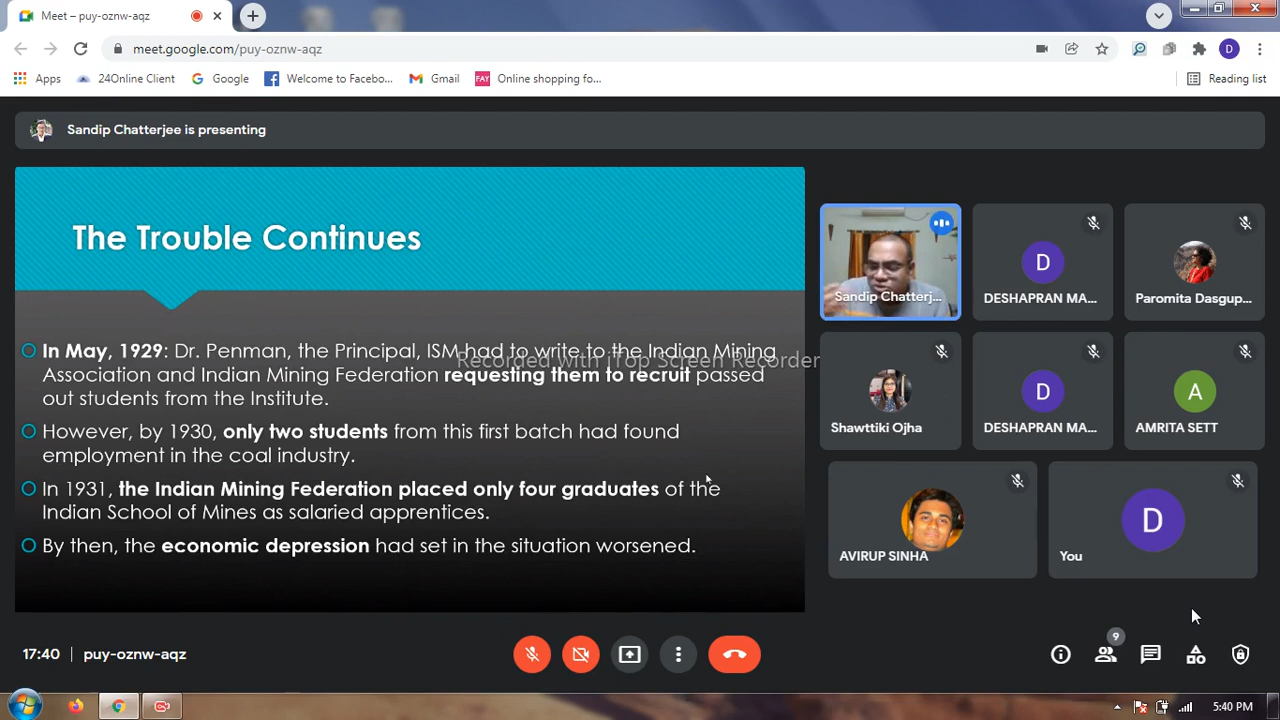 Meet – puy-oznw-aqz
meet.google.com/puy-oznw-aqz
D
Apps
24Online Client
Google
Welcome to Facebo...
Gmail
FAY
Online shopping fo...
Reading list
Sandip Chatterjee is presenting
The Trouble Continues
In May, 1929: Dr. Penman, the Principal, ISM had to write to the Indian Mining
Association and Indian Mining Federation requesting them to recruit passed
out students from the Institute.
However, by 1930, only two students from this first batch had found
employment in the coal industry.
In 1931, the Indian Mining Federation placed only four graduates of the
Indian School of Mines as salaried apprentices.
By then, the economic depression had set in the situation worsened.
Recorded with iTop Screen Recorder
Sandip Chatterj...
D
DESHAPRAN MA...
Paromita Dasgup...
Shawttiki Ojha
D
DESHAPRAN MA...
A
AMRITA SETT
AVIRUP SINHA
D
You
17:40 | puy-oznw-aqz
9
5:40 PM